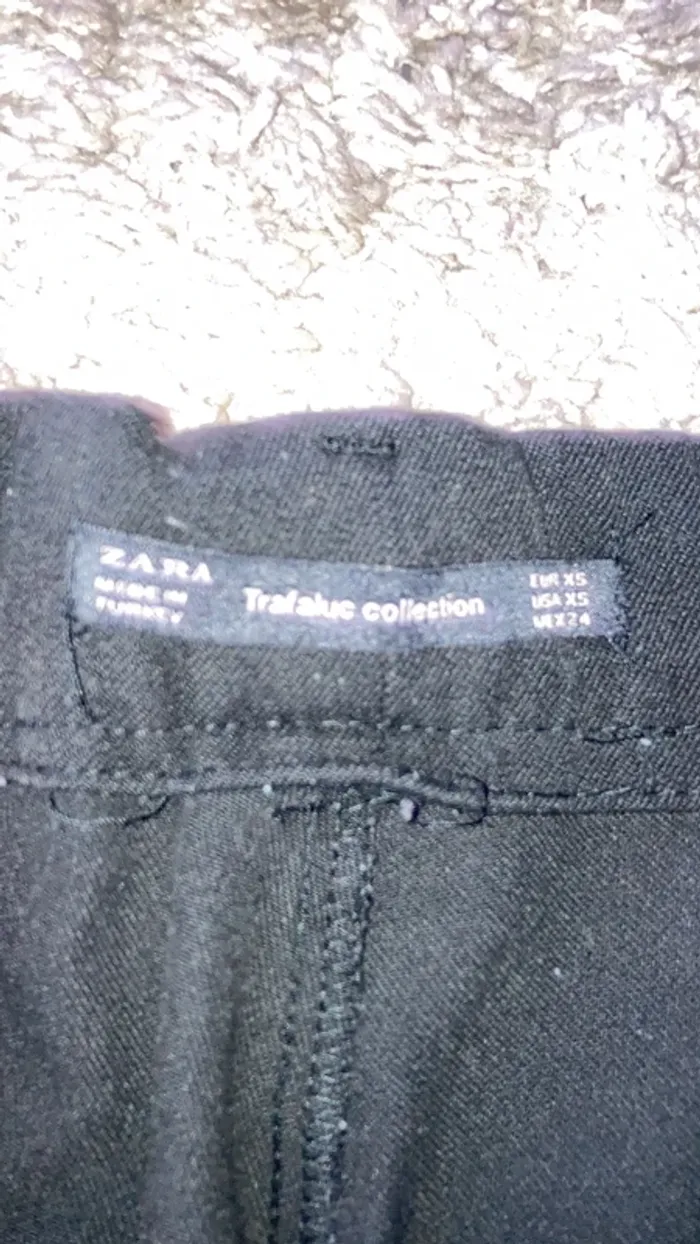 ZARA
MADE IN
TURKEY
Trafaluc collection
EUR XS
USA XS
MEX 24